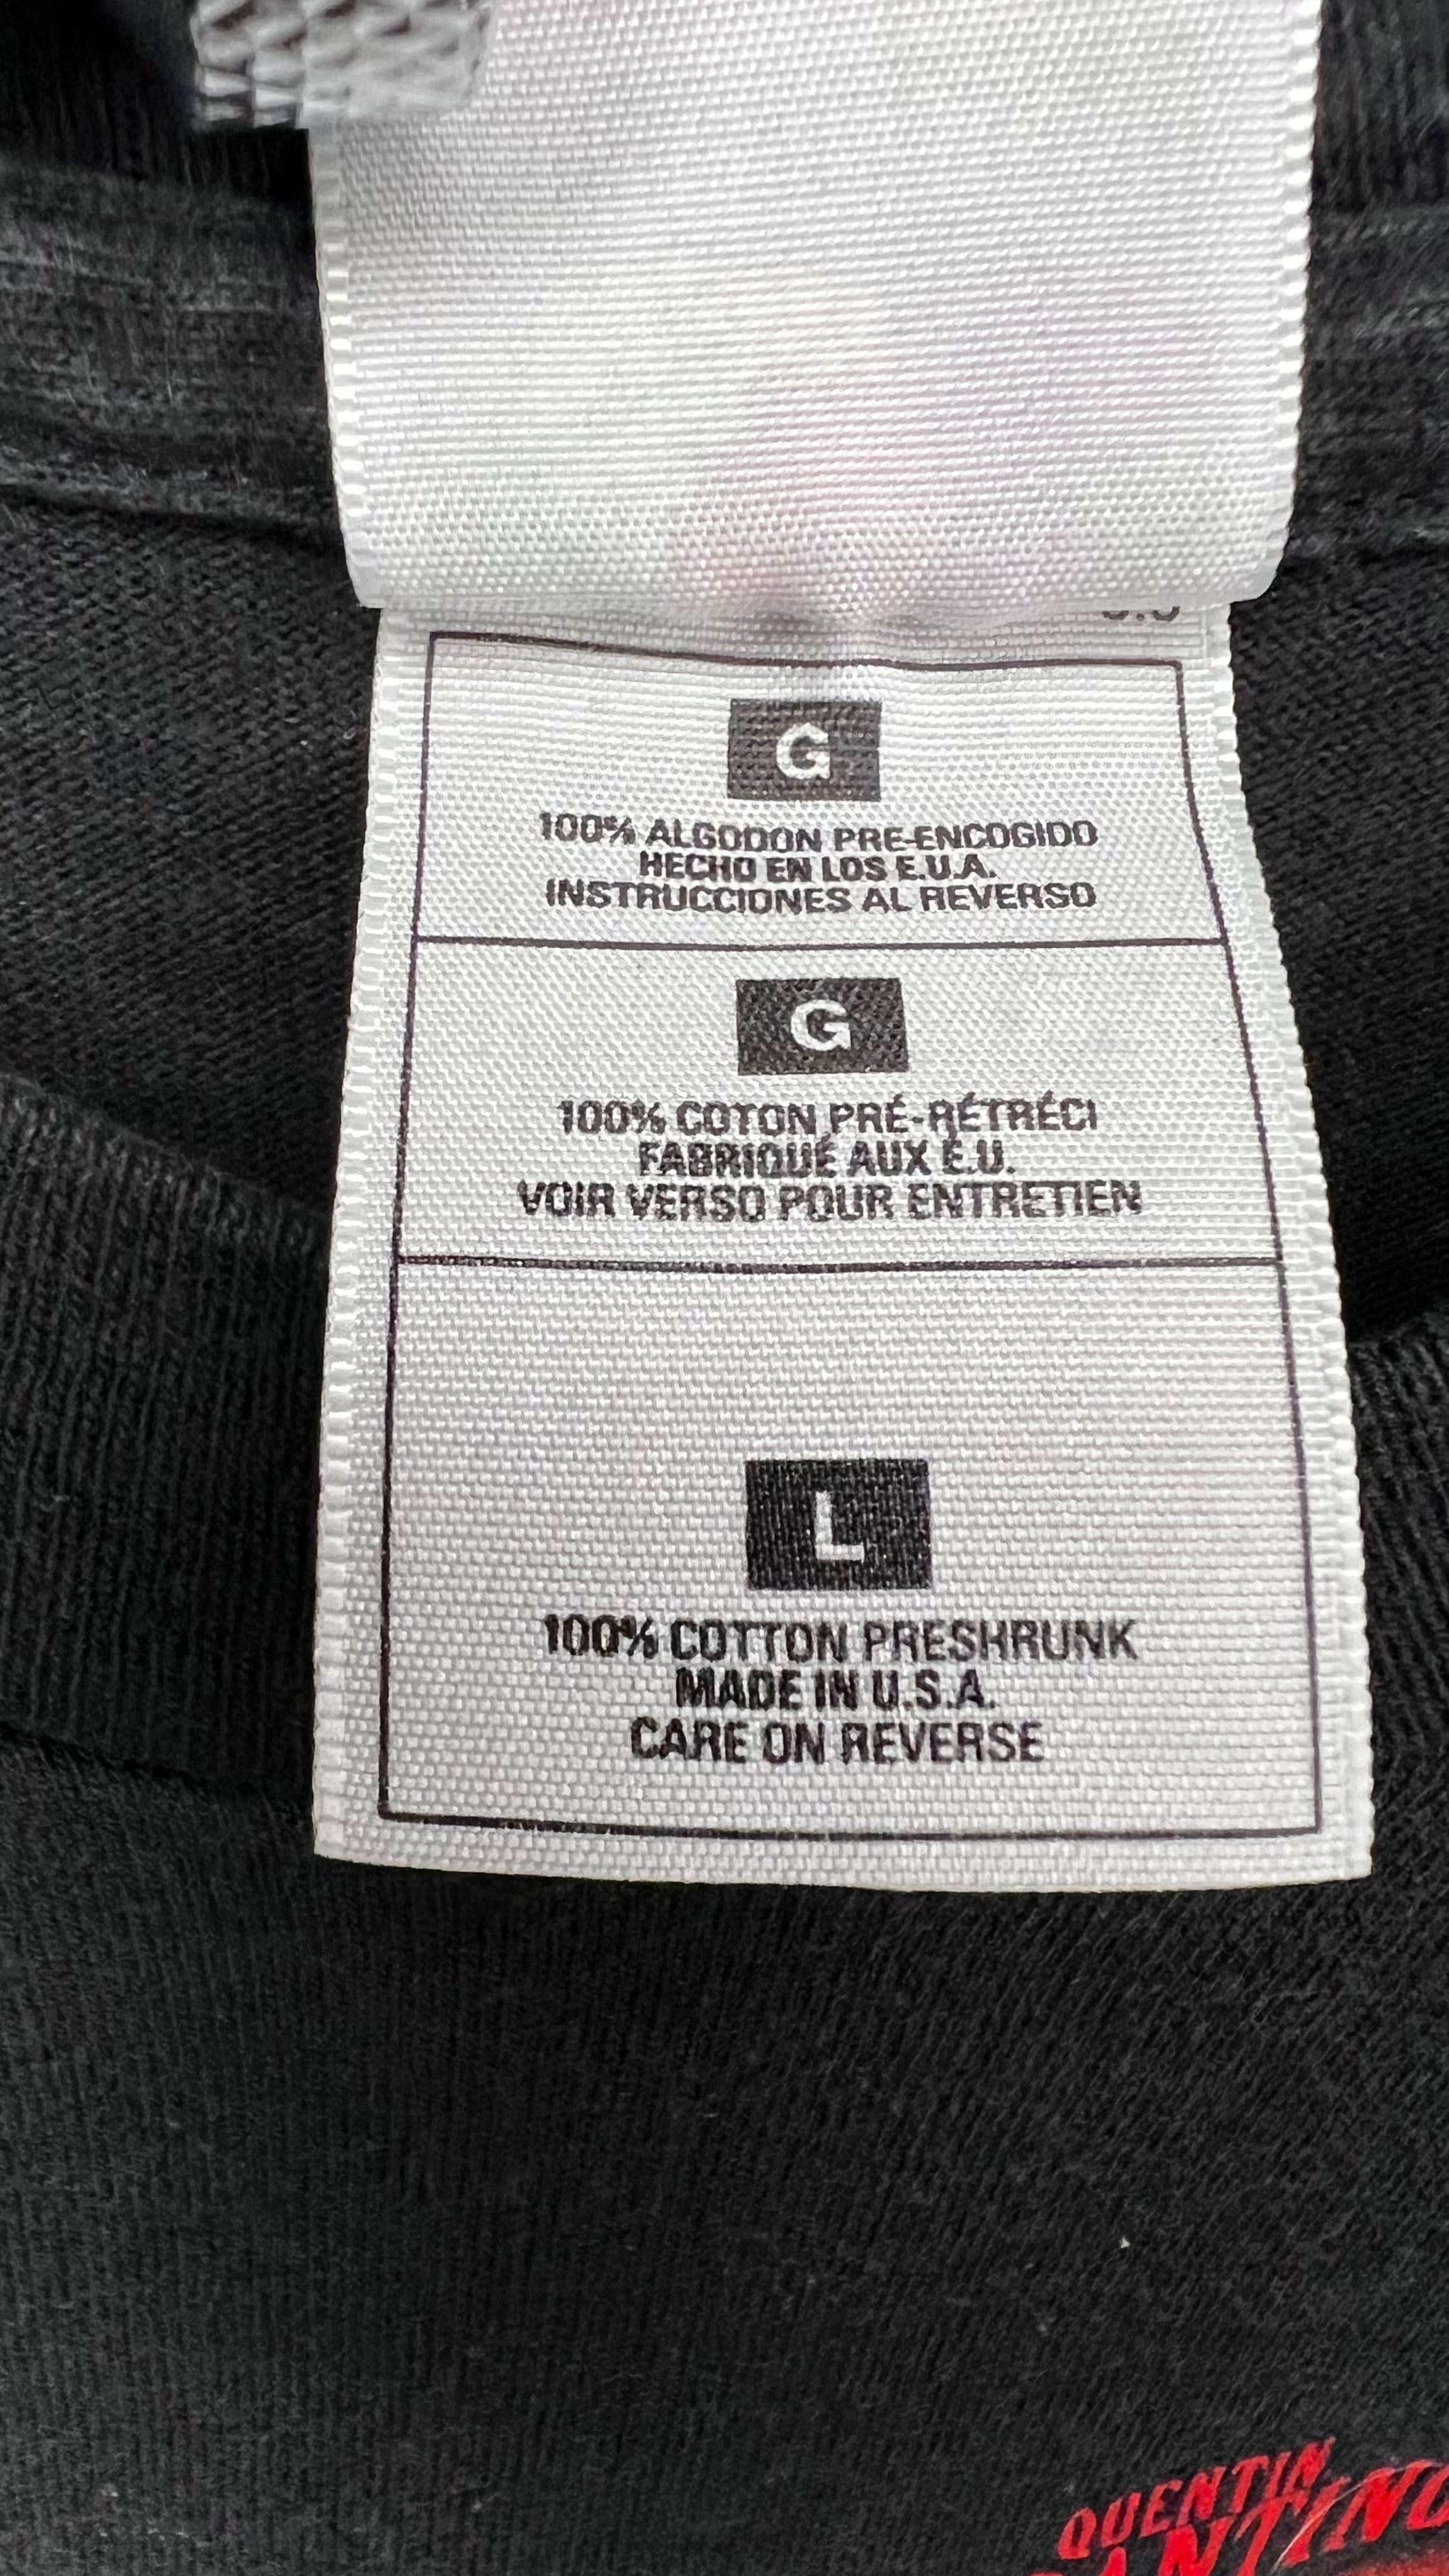 G
100% ALGODON PRE-ENCOGIDO
HECHO EN LOS E.U.A.
INSTRUCCIONES AL REVERSO
G
100% COTON PRÉ-RÉTRÉCI
FABRIQUÉ AUX É.U.
VOIR VERSO POUR ENTRETIEN
L
100% COTTON PRESHRUNK
MADE IN U.S.A.
CARE ON REVERSE
QUENTIN